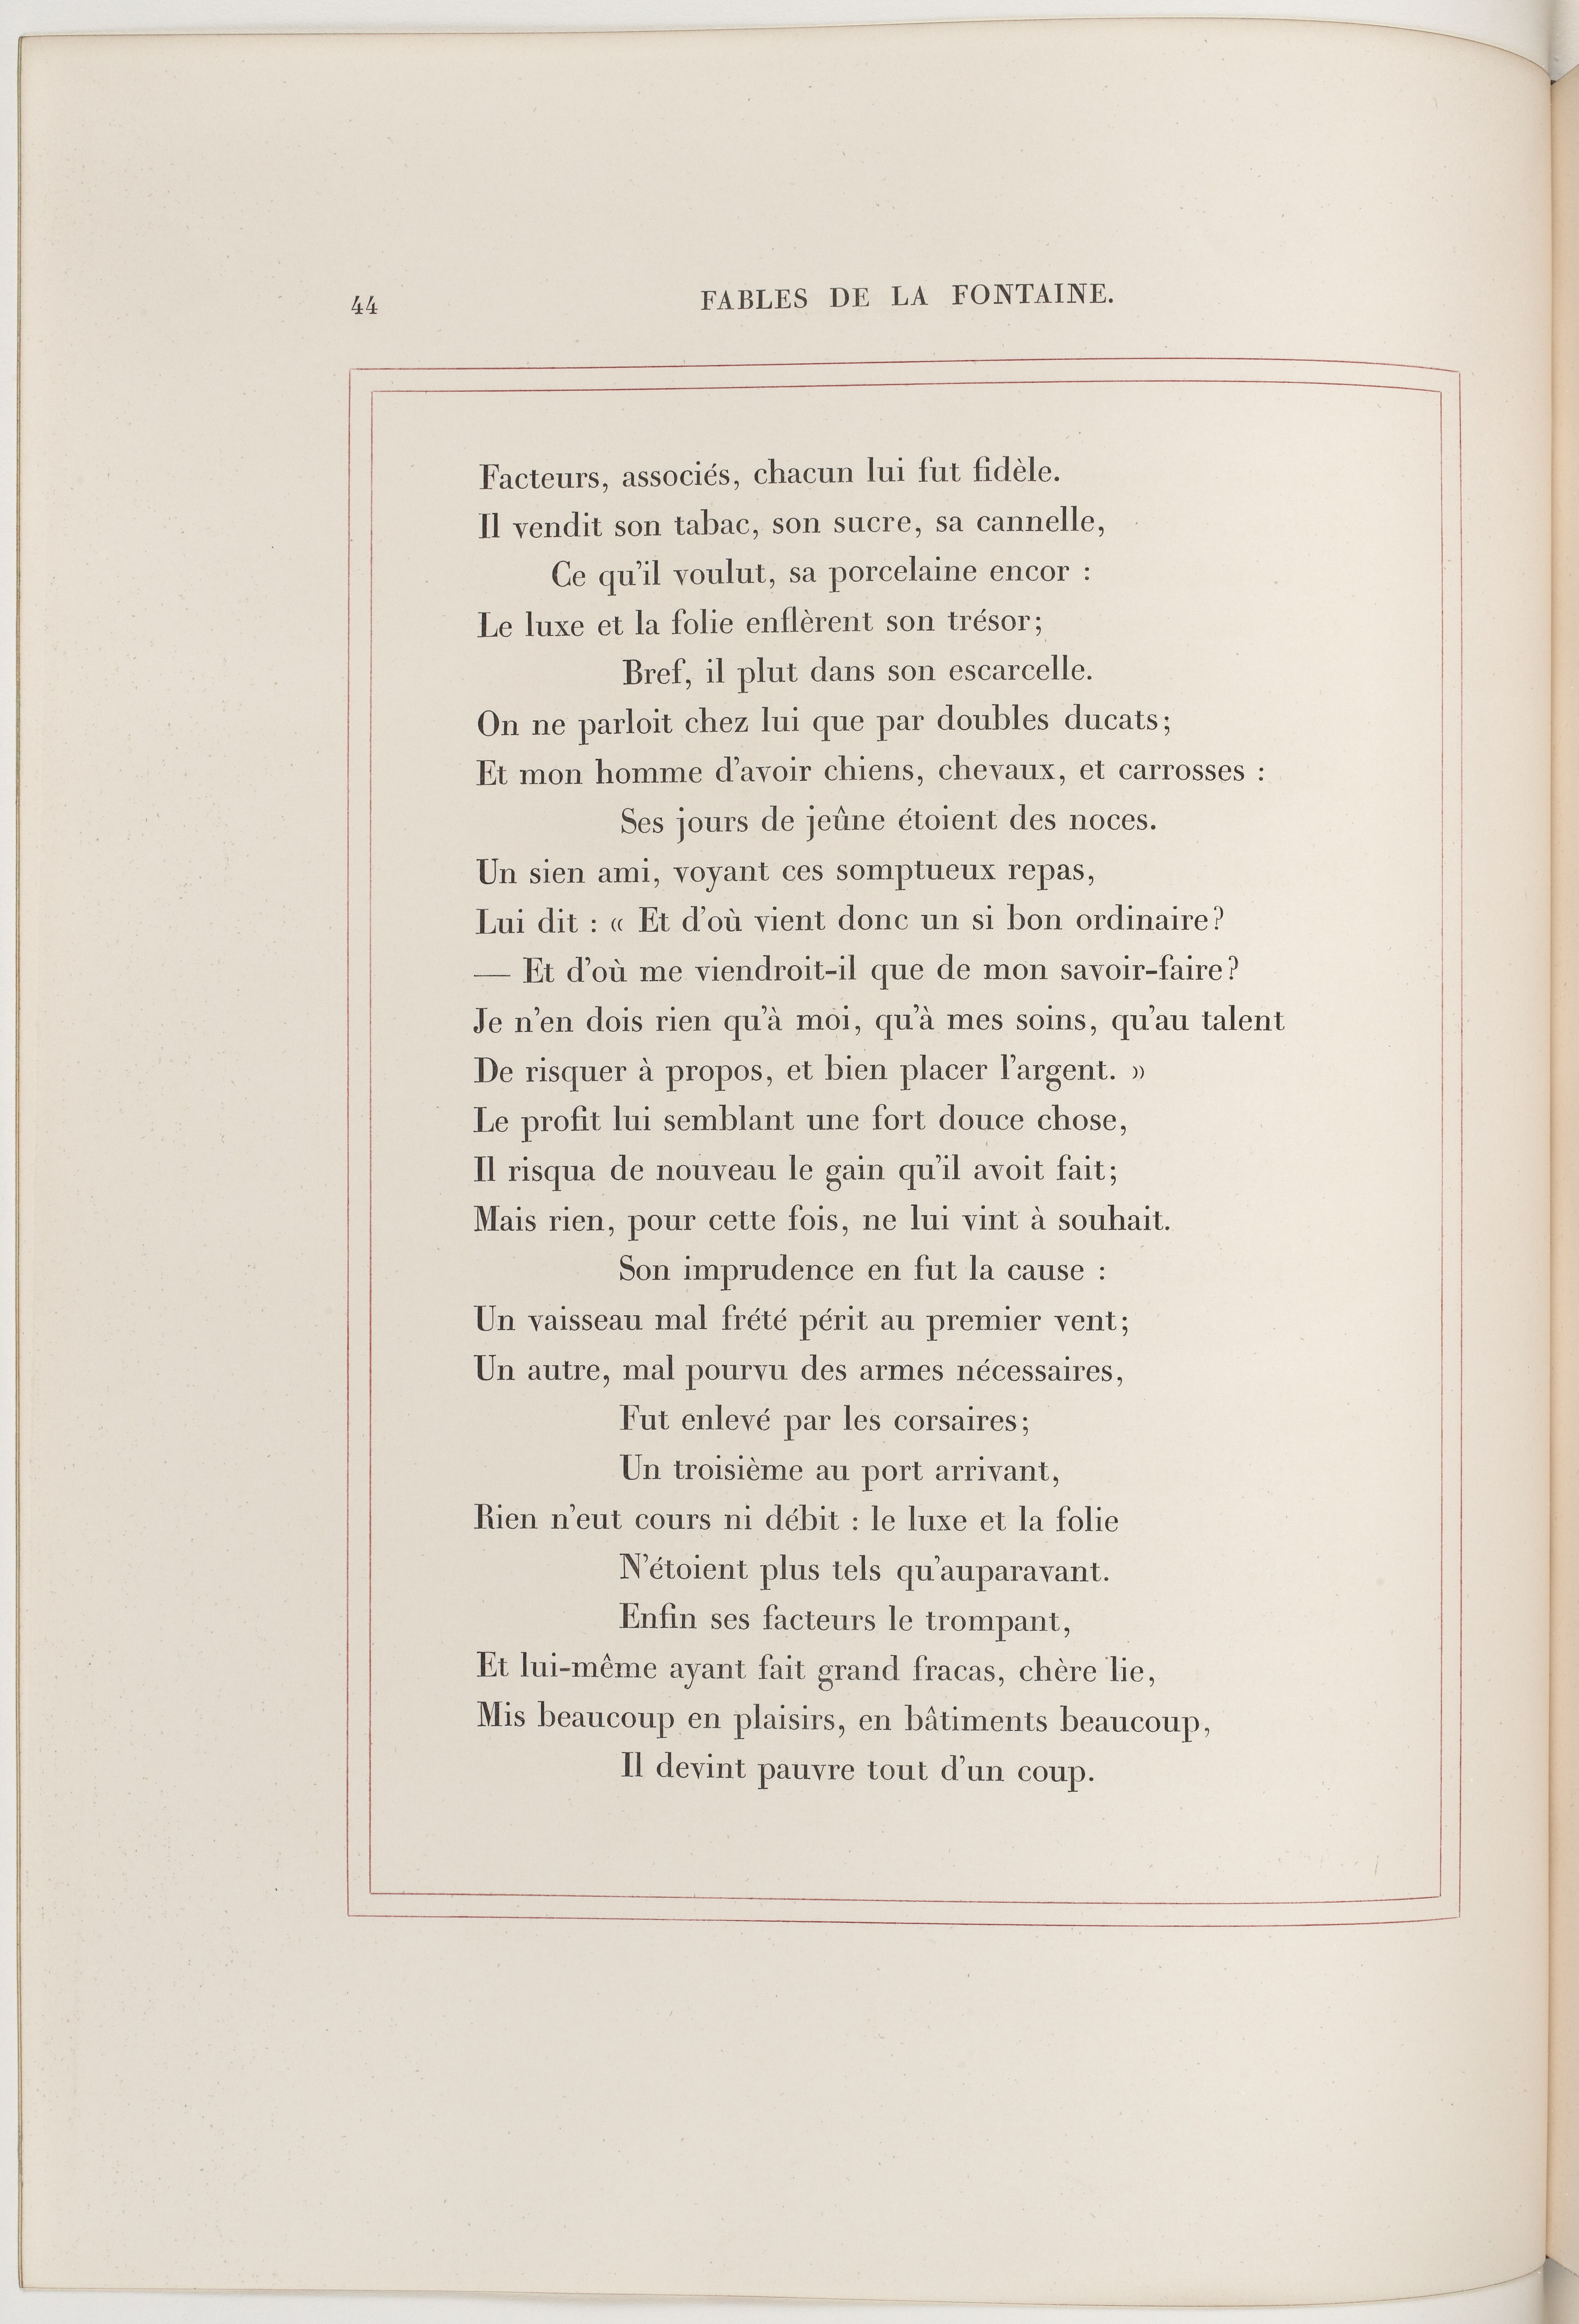 44
FABLES DE LA FONTAINE.
Facteurs, associés, chacun lui fut fidèle.
Il vendit son tabac, son sucre, sa cannelle,
Ce qu'il voulut, sa porcelaine encor :
Le luxe et la folie enflèrent son trésor;
Bref, il plut dans son escarcelle.
On ne parloit chez lui que par doubles ducats;
Et mon homme d'avoir chiens, chevaux, et carrosses :
Ses jours de jeûne étoient des noces.
Un sien ami, voyant ces somptueux repas,
Lui dit : « Et d'où vient donc un si bon ordinaire?
— Et d'où me viendroit-il que de mon savoir-faire?
Je n'en dois rien qu'à moi, qu'à mes soins, qu'au talent
De risquer à propos, et bien placer l'argent. »
Le profit lui semblant une fort douce chose,
Il risqua de nouveau le gain qu'il avoit fait;
Mais rien, pour cette fois, ne lui vint à souhait.
Son imprudence en fut la cause :
Un vaisseau mal frété périt au premier vent;
Un autre, mal pourvu des armes nécessaires,
Fut enlevé par les corsaires;
Un troisième au port arrivant,
Rien n'eut cours ni débit : le luxe et la folie
N'étoient plus tels qu'auparavant.
Enfin ses facteurs le trompant,
Et lui-même ayant fait grand fracas, chère lie,
Mis beaucoup en plaisirs, en bâtiments beaucoup,
Il devint pauvre tout d'un coup.